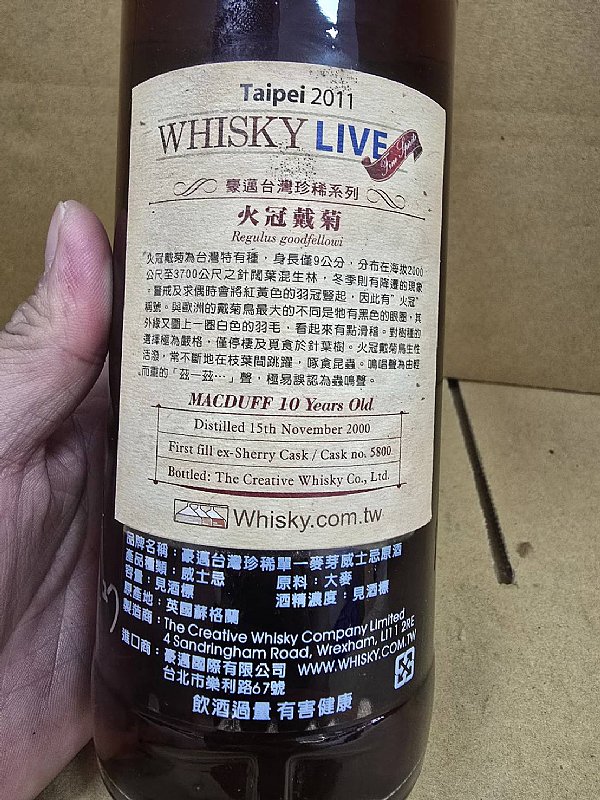 Taipei 2011
WHISKY LIVE
Fine Spirits
豪邁台灣珍稀系列
火冠戴菊
Regulus goodfellowi
火冠戴菊為台灣特有種，身長僅9公分，分布在海拔2000
公尺至3700公尺之針闊葉混生林，冬季則有降遷的現象
，警戒及求偶時會將紅黃色的羽冠豎起，因此有"火冠"
稱號。與歐洲的戴菊鳥最大的不同是牠有黑色的眼圈，其
外緣又圍上一圈白色的羽毛，看起來有點滑稽。對樹種的
選擇極為嚴格，僅停棲及覓食於針葉樹。火冠戴菊鳥生性
活潑，常不斷地在枝葉間跳躍，啄食昆蟲。鳴唱聲為由輕
而重的「茲一茲…」聲，極易誤認為蟲鳴聲。
MACDUFF 10 Years Old
Distilled 15th November 2000
First fill ex-Sherry Cask / Cask no. 5800
Bottled: The Creative Whisky Co., Ltd.
Whisky.com.tw
品牌名稱：豪邁台灣珍稀單一麥芽威士忌原酒
產品種類：威士忌 原料：大麥
容量：見酒標 酒精濃度：見酒標
原產地：英國蘇格蘭
製造商：The Creative Whisky Company Limited
4 Sandringham Road, Wrexham, LL11 2RE
進口商：豪邁國際有限公司 WWW.WHISKY.COM.TW
台北市樂利路67號
飲酒過量 有害健康